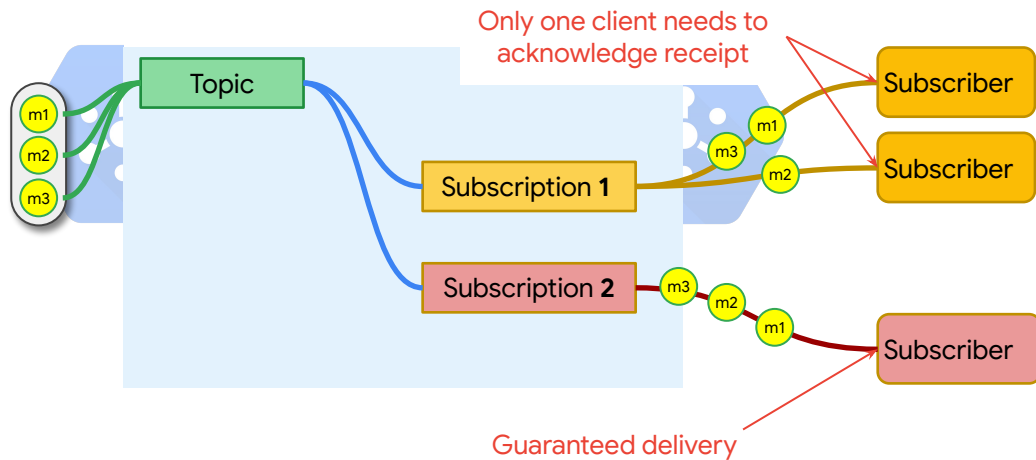 Only one client needs to
acknowledge receipt
Topic
m1
m2
m3
Subscription 1
Subscription 2
m1
m3
m2
m3
m2
m1
Subscriber
Subscriber
Subscriber
Guaranteed delivery